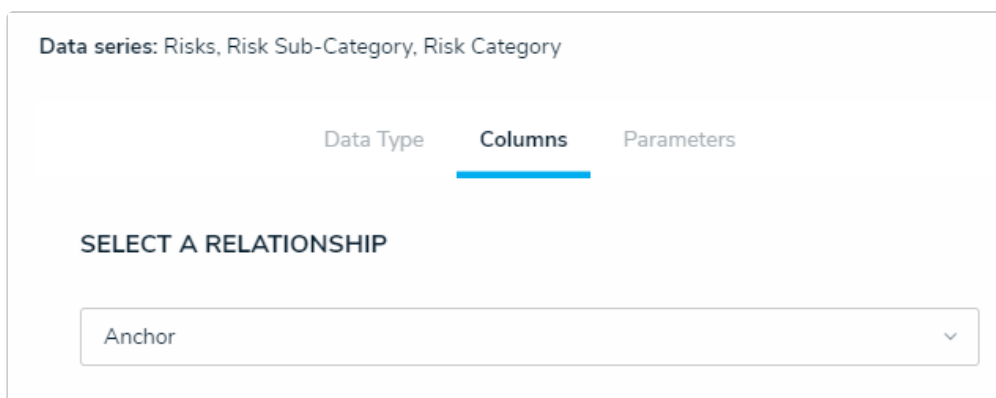 Data series: Risks, Risk Sub-Category, Risk Category
Data Type Columns Parameters
SELECT A RELATIONSHIP
Anchor